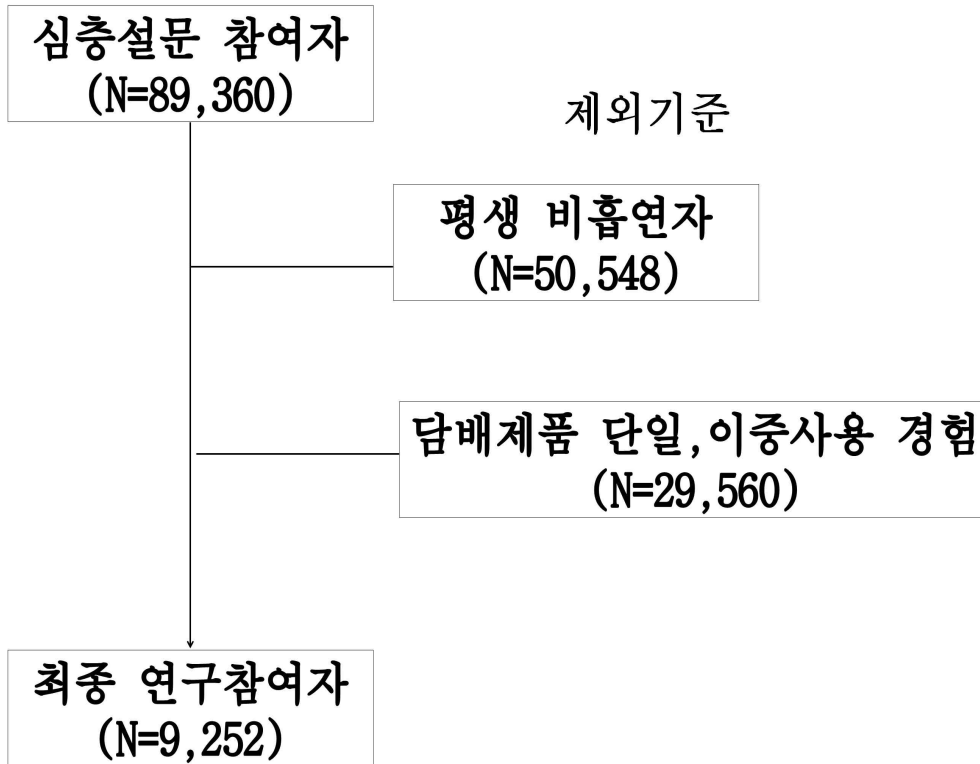 심층설문 참여자
(N=89,360)
제외기준
평생 비흡연자
(N=50,548)
담배제품 단일,이중사용 경험
(N=29,560)
최종 연구참여자
(N=9,252)